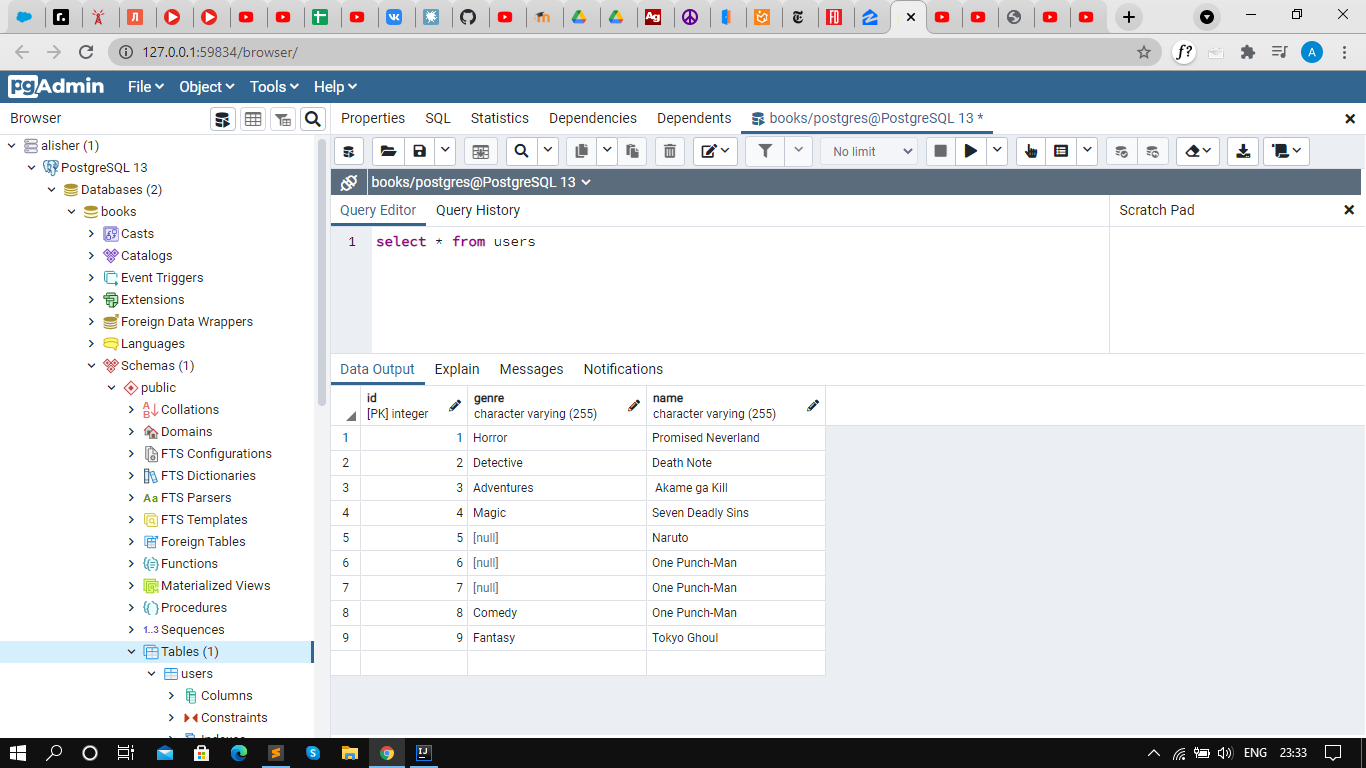 127.0.0.1:59834/browser/
f?
A
pgAdmin
File
Object
Tools
Help
Browser
Properties
SQL
Statistics
Dependencies
Dependents
books/postgres@PostgreSQL 13 *
No limit
alisher (1)
PostgreSQL 13
Databases (2)
books
Casts
Catalogs
Event Triggers
Extensions
Foreign Data Wrappers
Languages
Schemas (1)
public
Collations
Domains
FTS Configurations
FTS Dictionaries
Aa FTS Parsers
FTS Templates
Foreign Tables
Functions
Materialized Views
Procedures
1..3 Sequences
Tables (1)
users
Columns
Constraints
books/postgres@PostgreSQL 13
Query Editor
Query History
Scratch Pad
1 select * from users
Data Output
Explain
Messages
Notifications
id [PK] integer
genre character varying (255)
name character varying (255)
1 1 Horror Promised Neverland
2 2 Detective Death Note
3 3 Adventures Akame ga Kill
4 4 Magic Seven Deadly Sins
5 5 [null] Naruto
6 6 [null] One Punch-Man
7 7 [null] One Punch-Man
8 8 Comedy One Punch-Man
9 9 Fantasy Tokyo Ghoul
ENG
23:33